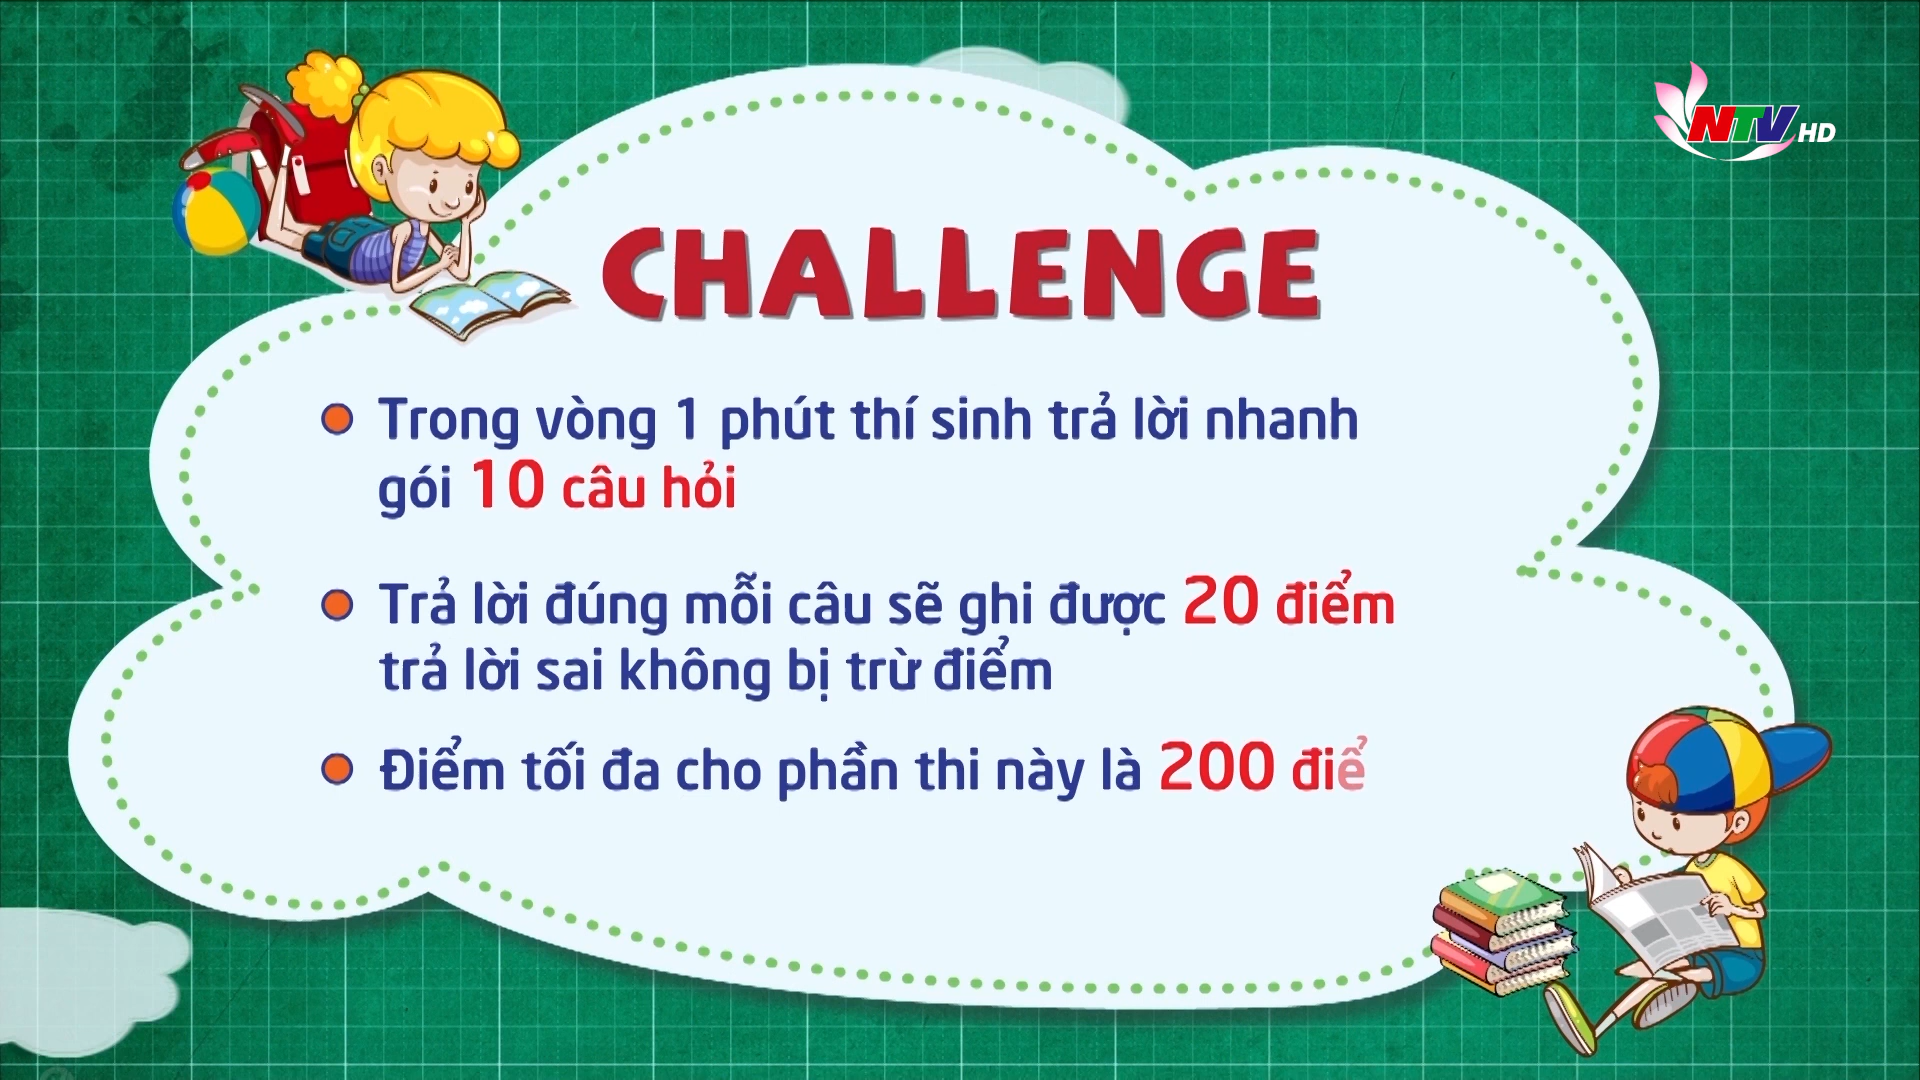 NTV HD
CHALLENGE
Trong vòng 1 phút thí sinh trả lời nhanh
gói 10 câu hỏi
Trả lời đúng mỗi câu sẽ ghi được 20 điểm
trả lời sai không bị trừ điểm
Điểm tối đa cho phần thi này là 200 điể